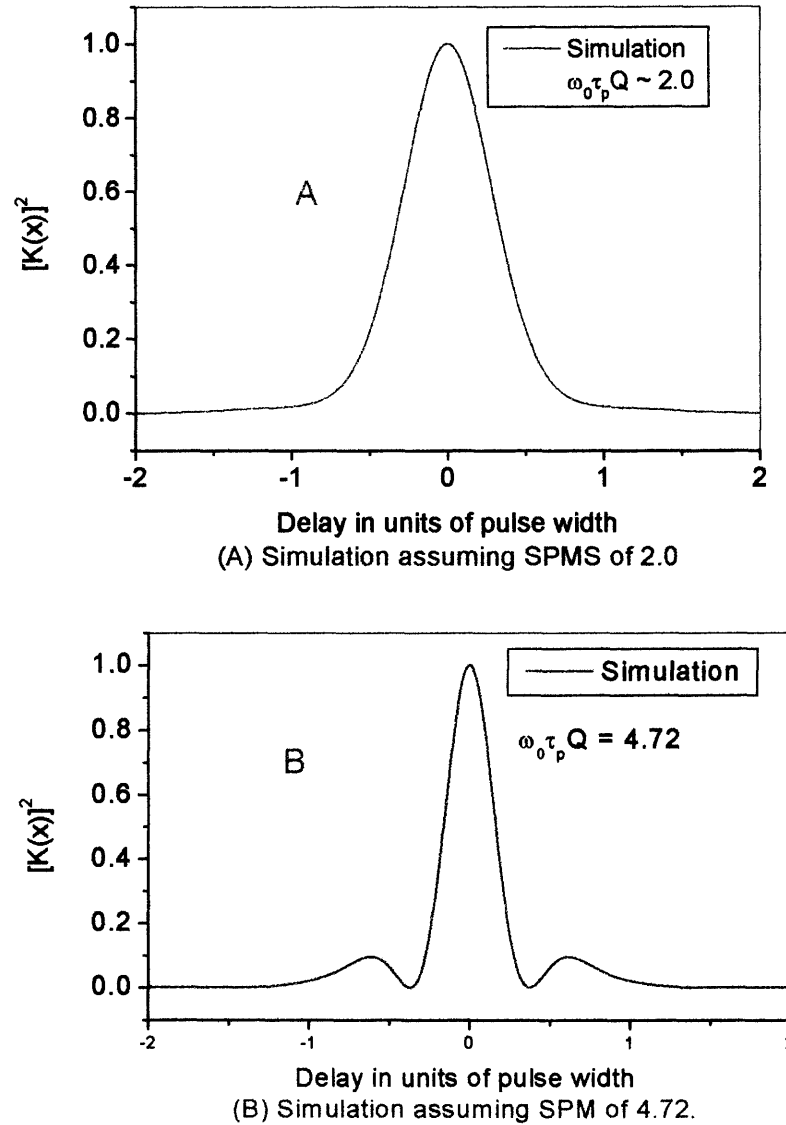 1.0
0.8
0.6
0.4
0.2
0.0
[K(x)]²
Simulation
ω₀τₚQ ~ 2.0
A
-2 -1 0 1 2
Delay in units of pulse width
(A) Simulation assuming SPMS of 2.0
1.0
0.8
0.6
0.4
0.2
0.0
[K(x)]²
Simulation
ω₀τₚQ = 4.72
B
-2 -1 0 1
Delay in units of pulse width
(B) Simulation assuming SPM of 4.72.